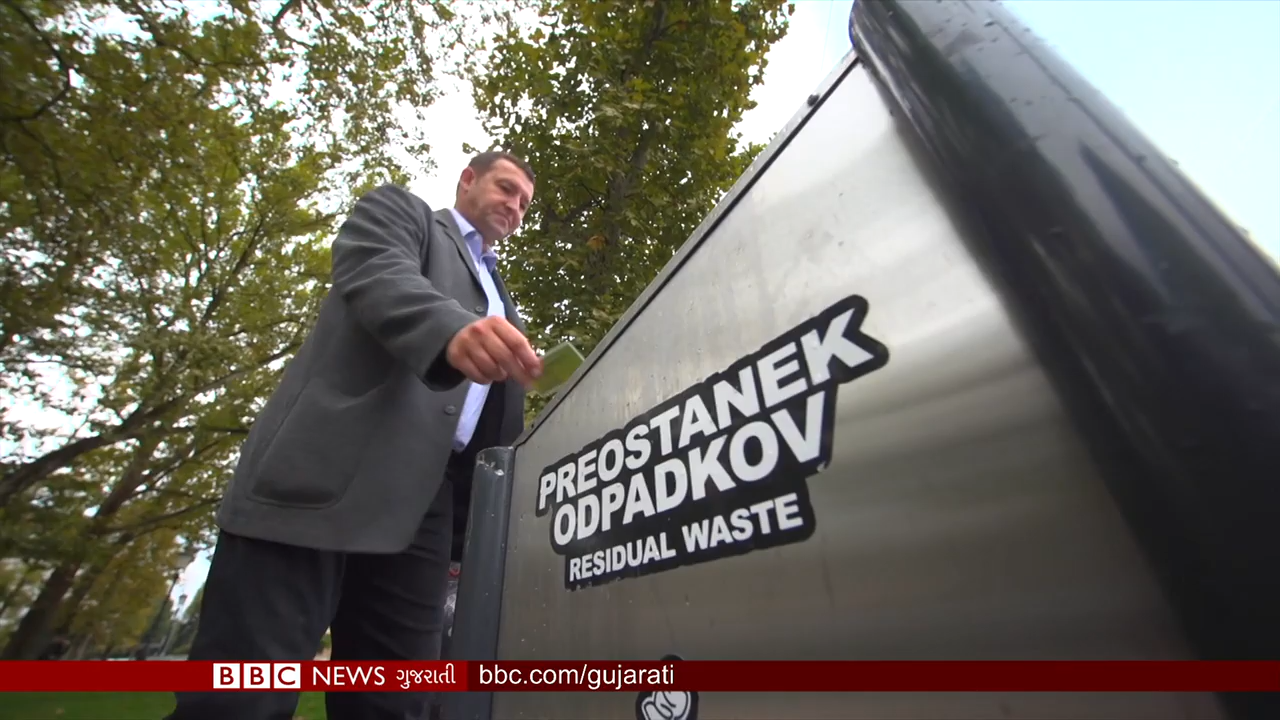 PREOSTANEK
ODPADKOV
RESIDUAL WASTE
BBC NEWS ગુજરાતી bbc.com/gujarati